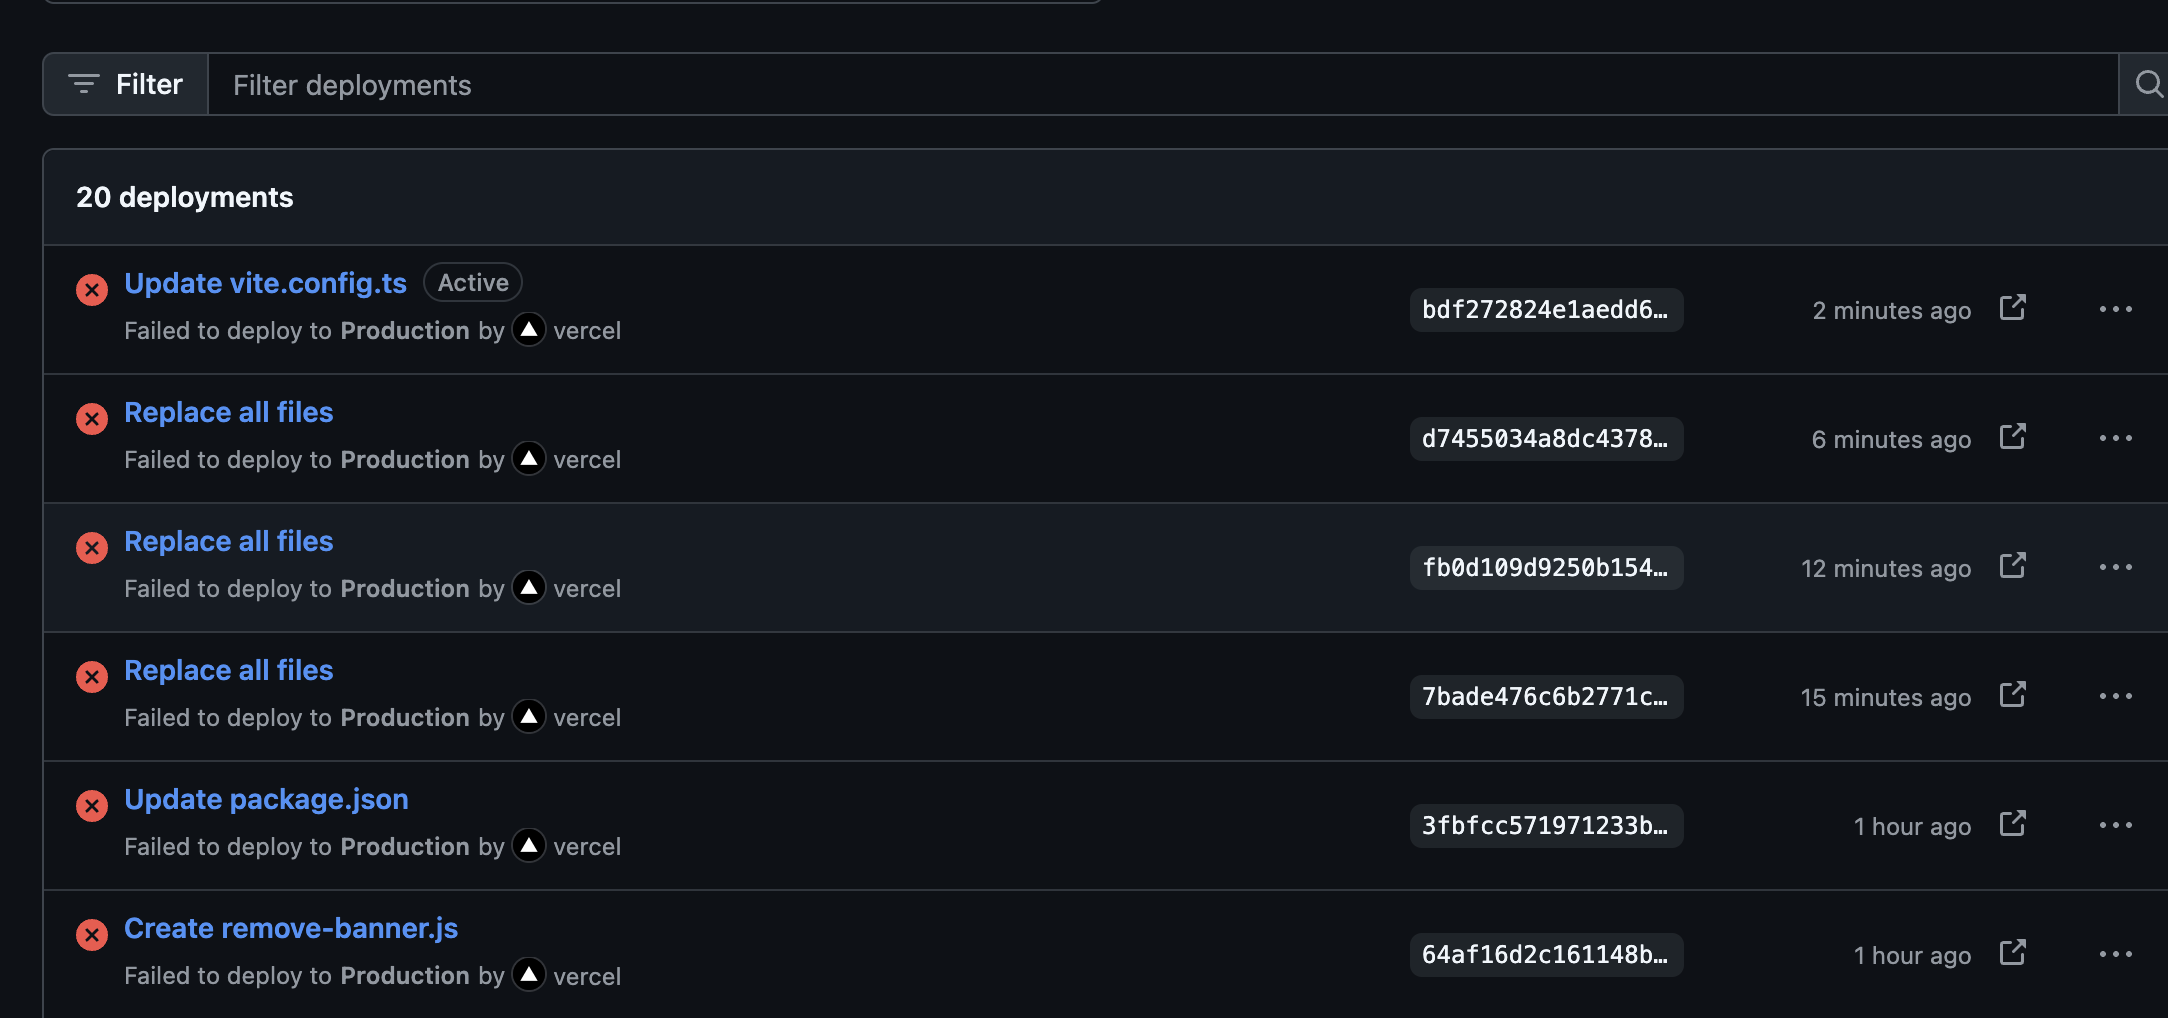 Filter
Filter deployments
20 deployments
Update vite.config.ts Active
Failed to deploy to Production by vercel
bdf272824e1aedd6…
2 minutes ago
Replace all files
Failed to deploy to Production by vercel
d7455034a8dc4378…
6 minutes ago
Replace all files
Failed to deploy to Production by vercel
fb0d109d9250b154…
12 minutes ago
Replace all files
Failed to deploy to Production by vercel
7bade476c6b2771c…
15 minutes ago
Update package.json
Failed to deploy to Production by vercel
3fbfcc571971233b…
1 hour ago
Create remove-banner.js
Failed to deploy to Production by vercel
64af16d2c161148b…
1 hour ago